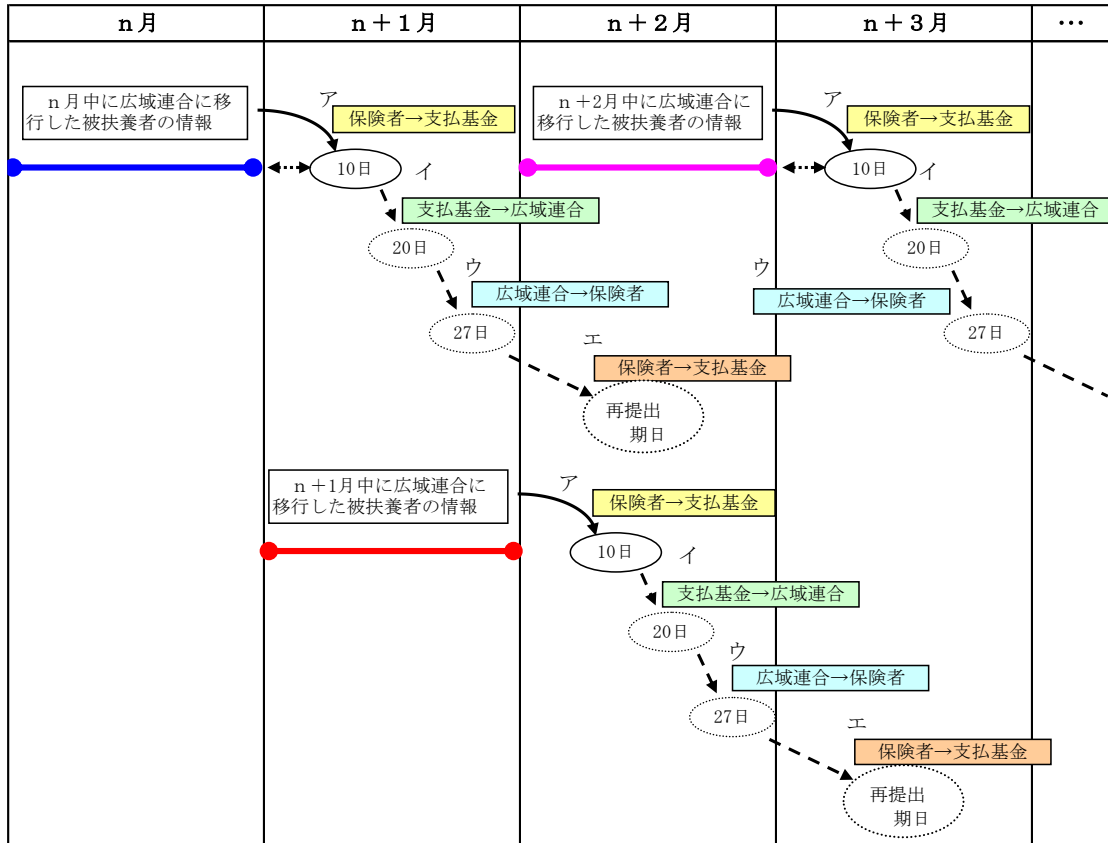 n月
n+1月
n+2月
n+3月
…
n月中に広域連合に移
行した被扶養者の情報
ア
保険者→支払基金
10日
イ
支払基金→広域連合
20日
ウ
広域連合→保険者
27日
エ
保険者→支払基金
再提出
期日
n+2月中に広域連合に
移行した被扶養者の情報
ア
保険者→支払基金
10日
イ
支払基金→広域連合
20日
ウ
広域連合→保険者
27日
n+1月中に広域連合に
移行した被扶養者の情報
ア
保険者→支払基金
10日
イ
支払基金→広域連合
20日
ウ
広域連合→保険者
27日
エ
保険者→支払基金
再提出
期日